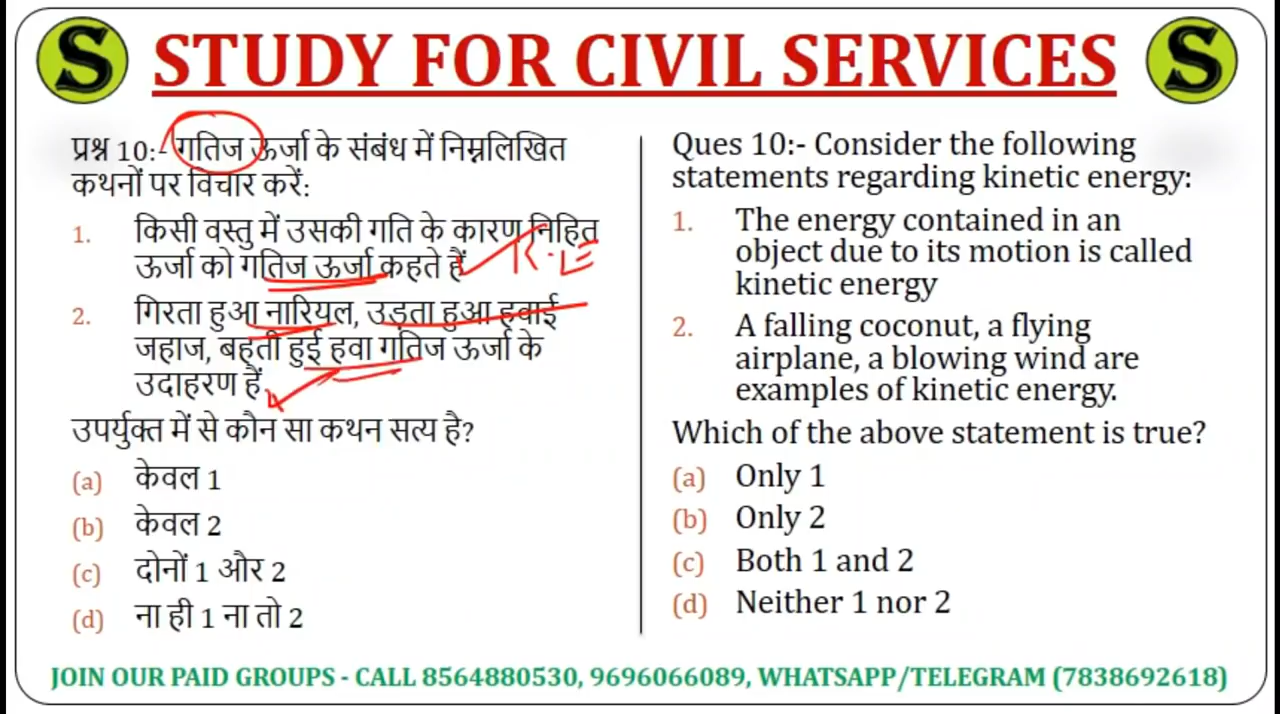 S STUDY FOR CIVIL SERVICES S
प्रश्न 10:- गतिज ऊर्जा के संबंध में निम्नलिखित
कथनों पर विचार करें:
1. किसी वस्तु में उसकी गति के कारण निहित
ऊर्जा को गतिज ऊर्जा कहते हैं
K.E
2. गिरता हुआ नारियल, उड़ता हुआ हवाई
जहाज, बहती हुई हवा गतिज ऊर्जा के
उदाहरण हैं
उपर्युक्त में से कौन सा कथन सत्य है?
(a) केवल 1
(b) केवल 2
(c) दोनों 1 और 2
(d) ना ही 1 ना तो 2
Ques 10:- Consider the following
statements regarding kinetic energy:
1. The energy contained in an
object due to its motion is called
kinetic energy
2. A falling coconut, a flying
airplane, a blowing wind are
examples of kinetic energy.
Which of the above statement is true?
(a) Only 1
(b) Only 2
(c) Both 1 and 2
(d) Neither 1 nor 2
JOIN OUR PAID GROUPS - CALL 8564880530, 9696066089, WHATSAPP/TELEGRAM (7838692618)